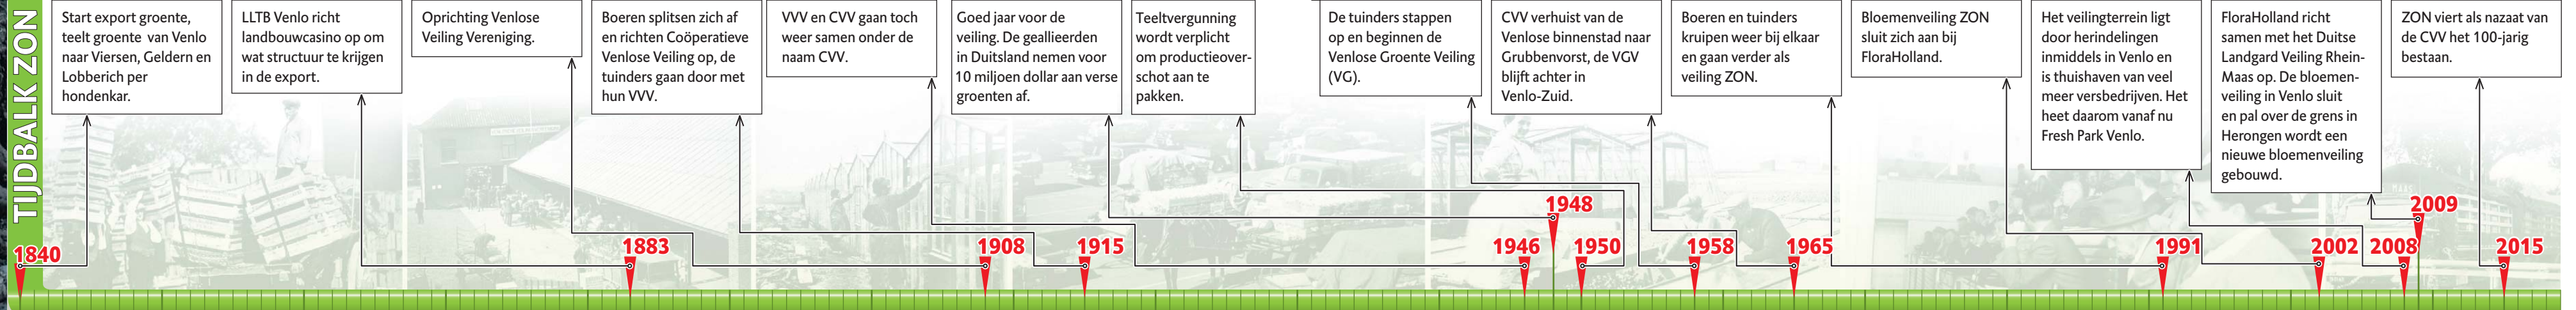 TIJDBALK ZON
Start export groente,
teelt groente van Venlo
naar Viersen, Geldern en
Lobberich per
hondenkar.
LLTB Venlo richt
landbouwcasino op om
wat structuur te krijgen
in de export.
Oprichting Venlose
Veiling Vereniging.
Boeren splitsen zich af
en richten Coöperatieve
Venlose Veiling op, de
tuinders gaan door met
hun VVV.
VVV en CVV gaan toch
weer samen onder de
naam CVV.
Goed jaar voor de
veiling. De geallieerden
in Duitsland nemen voor
10 miljoen dollar aan verse
groenten af.
Teeltvergunning
wordt verplicht
om productieover-
schot aan te
pakken.
De tuinders stappen
op en beginnen de
Venlose Groente Veiling
(VG).
CVV verhuist van de
Venlose binnenstad naar
Grubbenvorst, de VGV
blijft achter in
Venlo-Zuid.
Boeren en tuinders
kruipen weer bij elkaar
en gaan verder als
veiling ZON.
Bloemenveiling ZON
sluit zich aan bij
FloraHolland.
Het veilingterrein ligt
door herindelingen
inmiddels in Venlo en
is thuishaven van veel
meer versbedrijven. Het
heet daarom vanaf nu
Fresh Park Venlo.
FloraHolland richt
samen met het Duitse
Landgard Veiling Rhein-
Maas op. De bloemen-
veiling in Venlo sluit
en pal over de grens in
Herongen wordt een
nieuwe bloemenveiling
gebouwd.
ZON viert als nazaat van
de CVV het 100-jarig
bestaan.
1840
1883
1908
1915
1946
1948
1950
1958
1965
1991
2002
2008
2009
2015